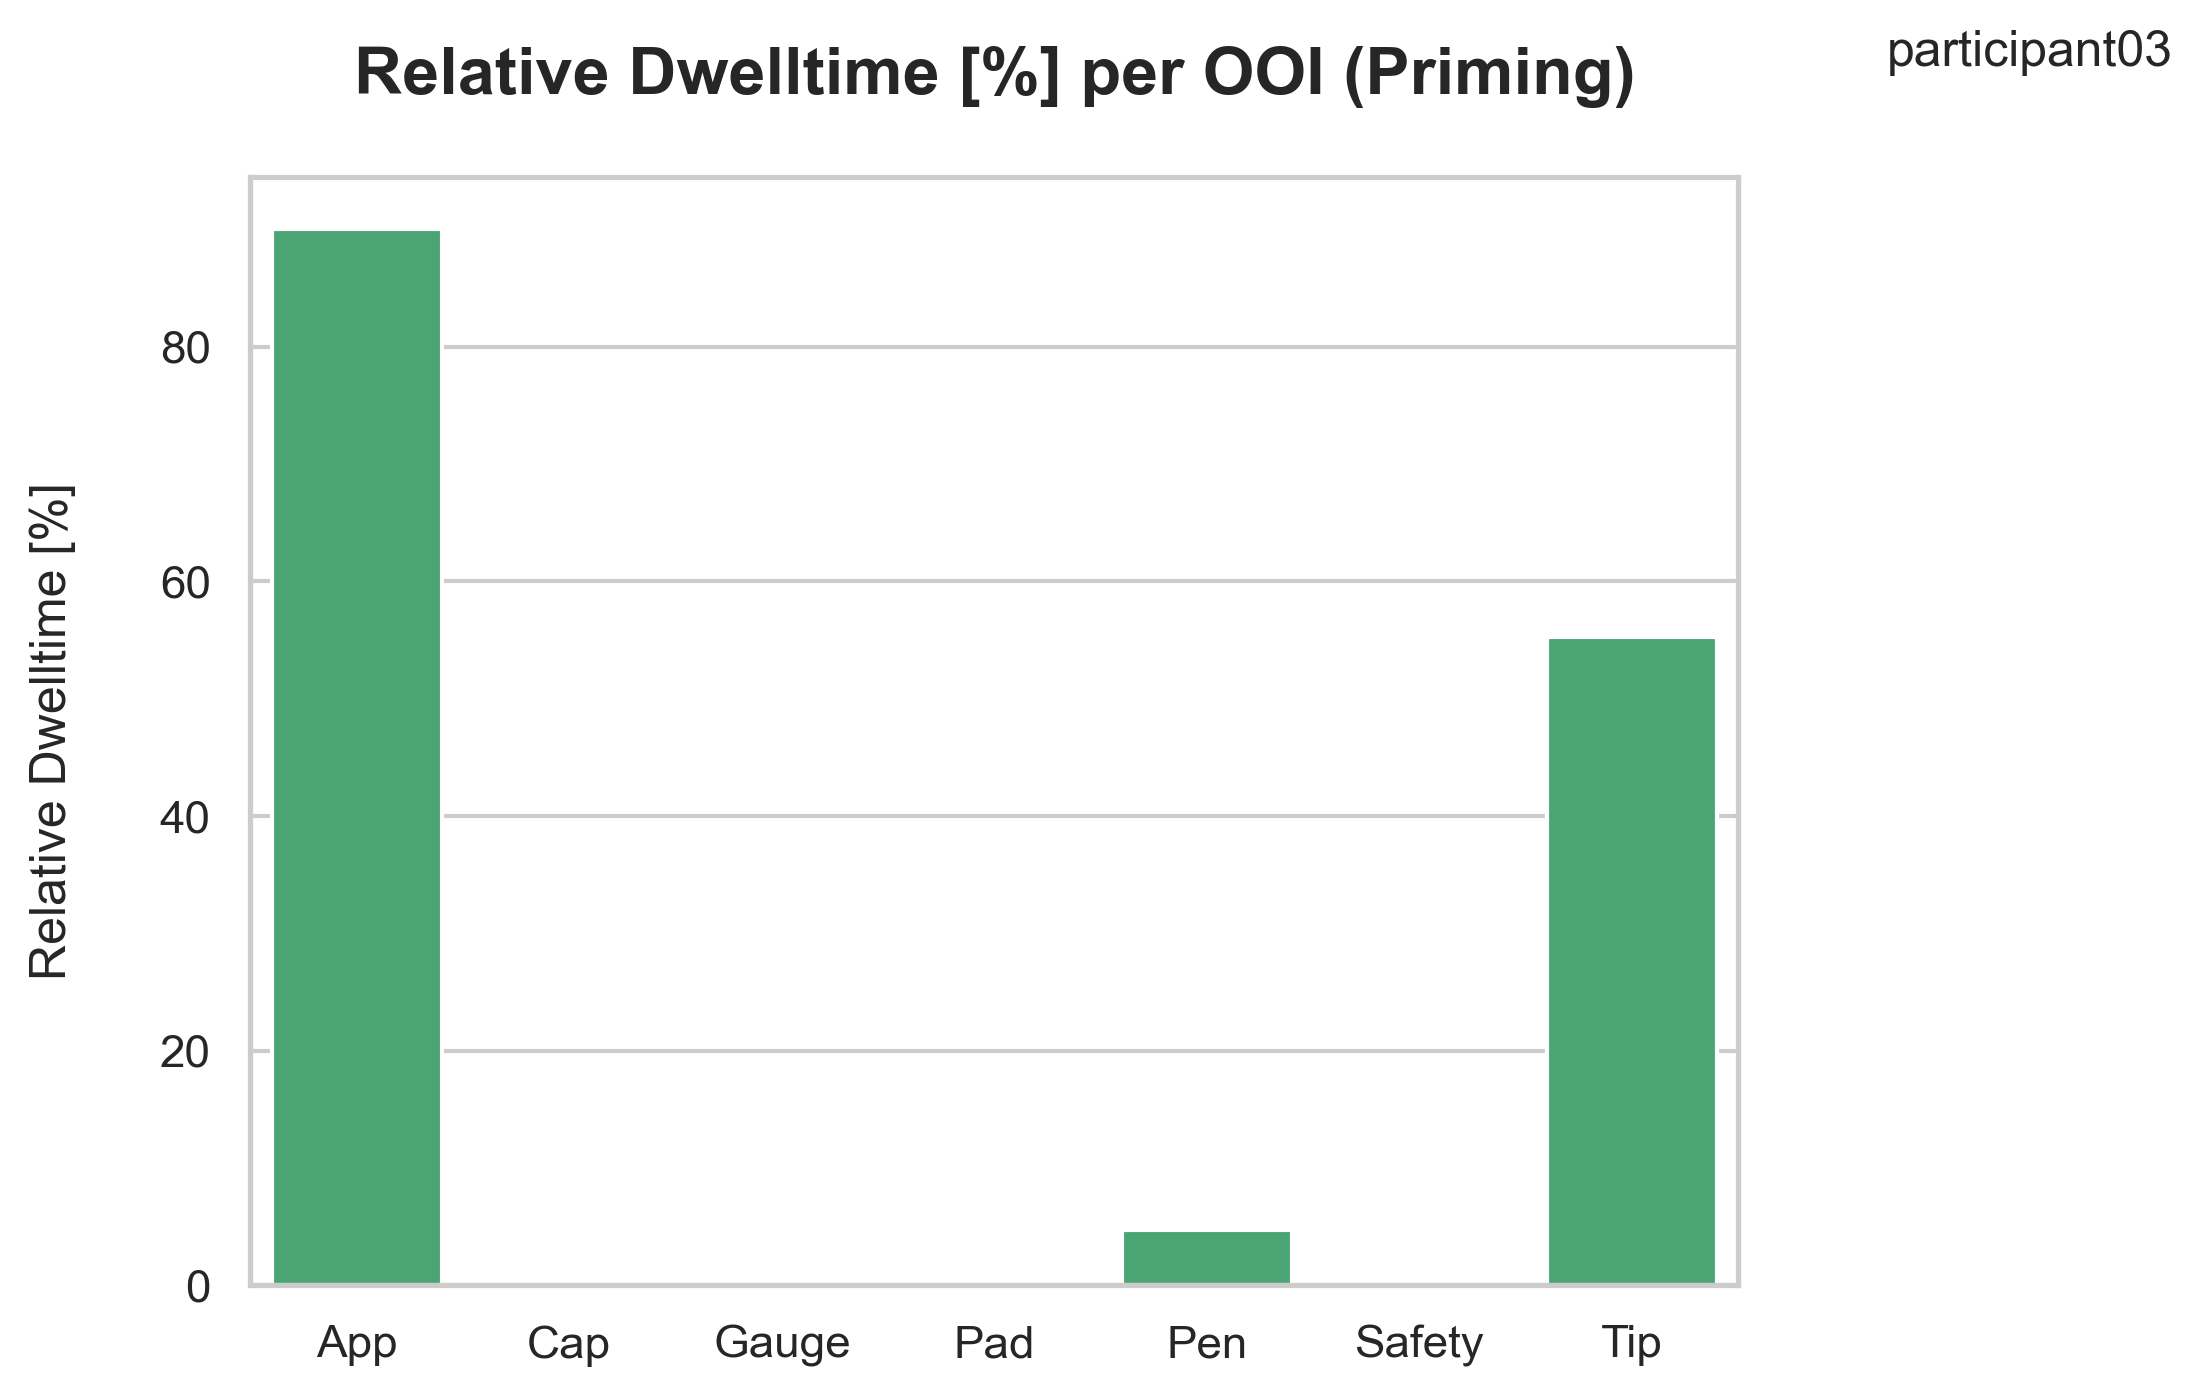 participant03
Relative Dwelltime [%] per OOI (Priming)
Relative Dwelltime [%]
80
60
40
20
0
App Cap Gauge Pad Pen Safety Tip